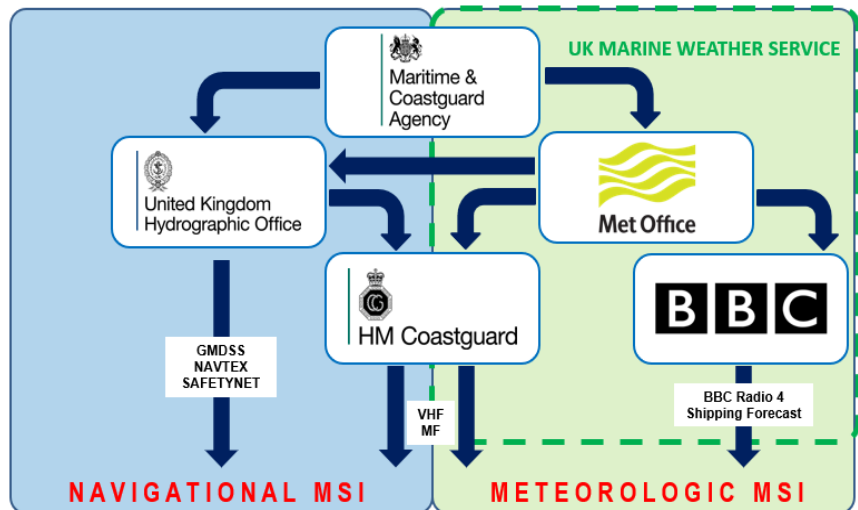 UK MARINE WEATHER SERVICE
Maritime &
Coastguard
Agency
United Kingdom
Hydrographic Office
Met Office
HM Coastguard
CG
BBC
GMDSS
NAVTEX
SAFETYNET
VHF
MF
BBC Radio 4
Shipping Forecast
NAVIGATIONAL MSI
METEOROLOGIC MSI